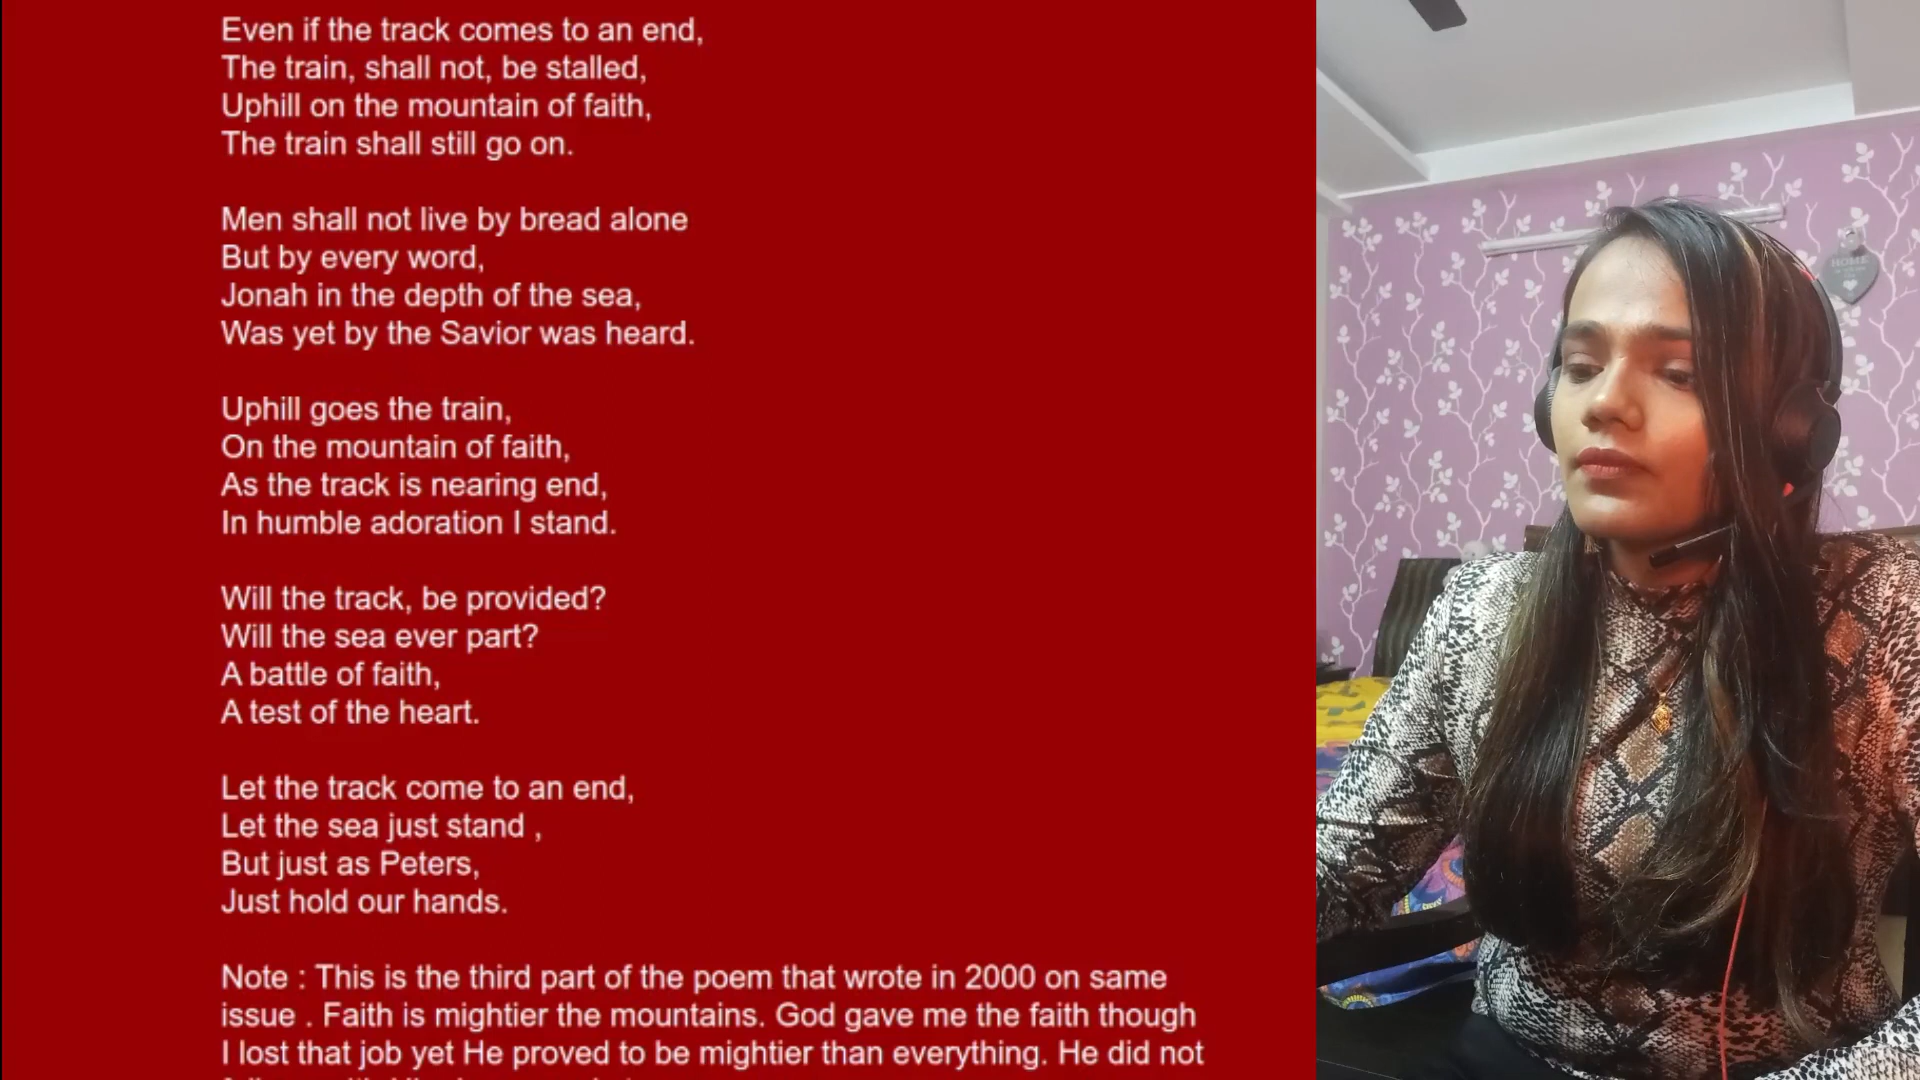 Even if the track comes to an end,
The train, shall not, be stalled,
Uphill on the mountain of faith,
The train shall still go on.
Men shall not live by bread alone
But by every word,
Jonah in the depth of the sea,
Was yet by the Savior was heard.
Uphill goes the train,
On the mountain of faith,
As the track is nearing end,
In humble adoration I stand.
Will the track, be provided?
Will the sea ever part?
A battle of faith,
A test of the heart.
Let the track come to an end,
Let the sea just stand ,
But just as Peters,
Just hold our hands.
Note : This is the third part of the poem that wrote in 2000 on same
issue . Faith is mightier the mountains. God gave me the faith though
I lost that job yet He proved to be mightier than everything. He did not
HOME